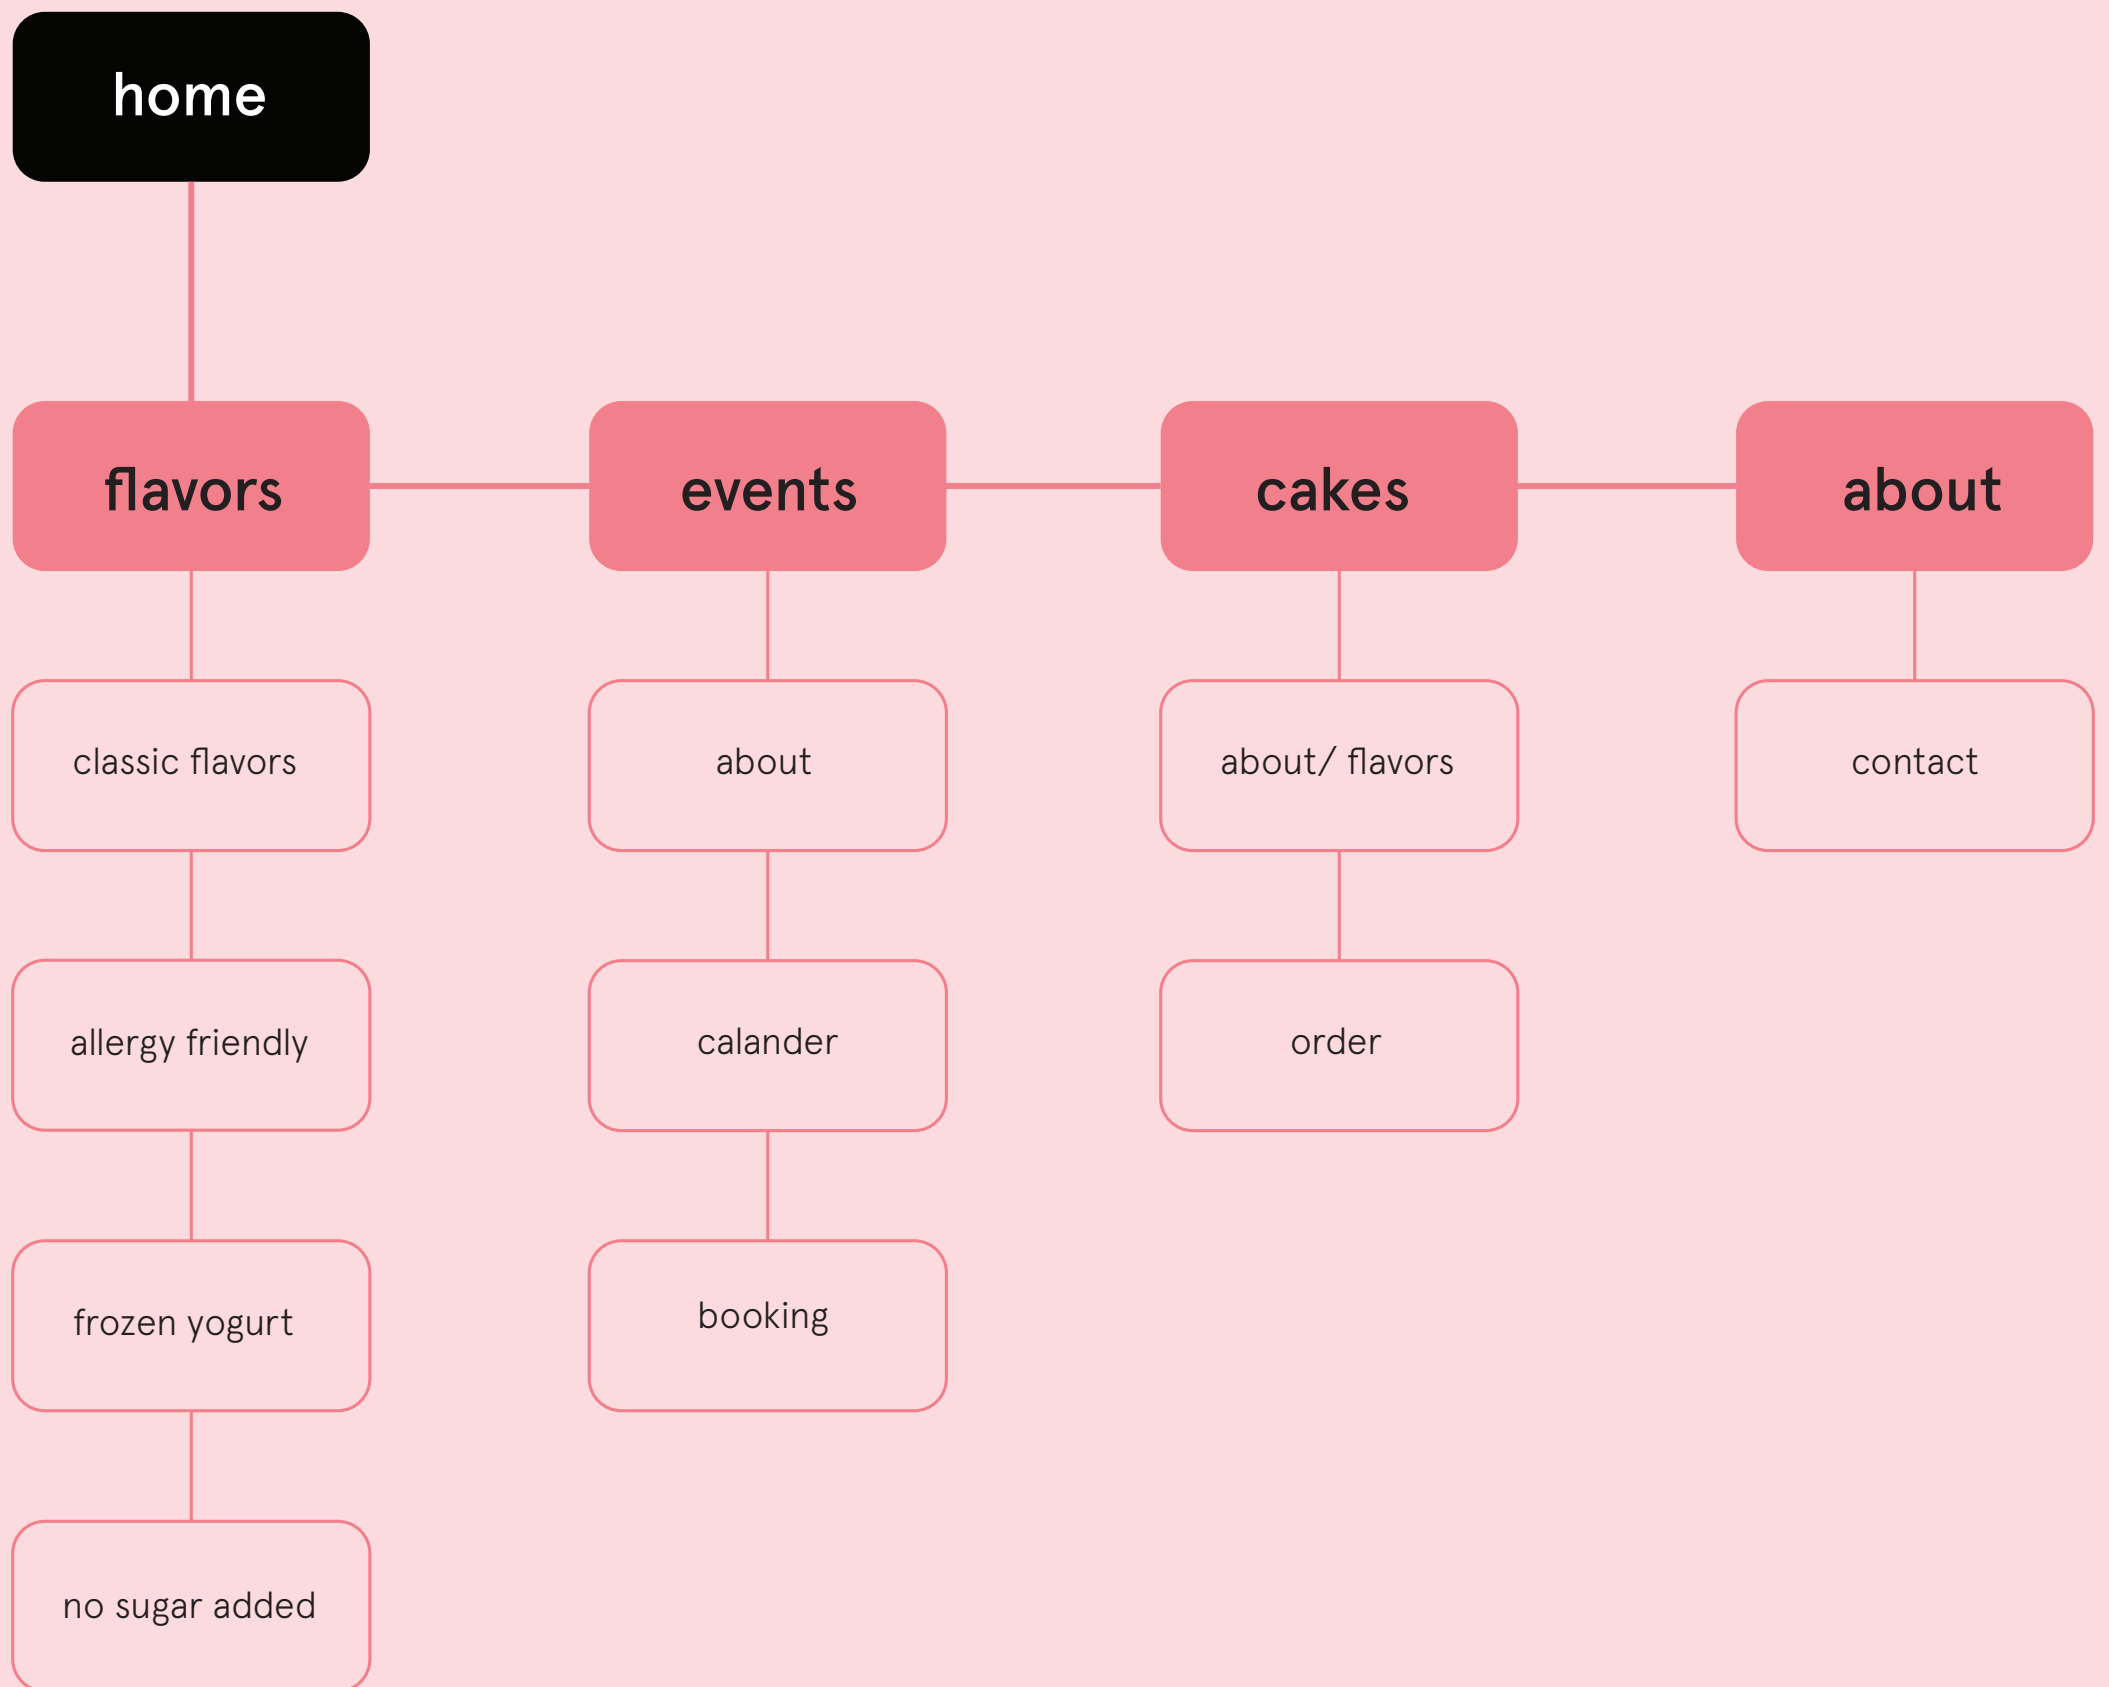 home
flavors
events
cakes
about
classic flavors
about
about/ flavors
contact
allergy friendly
calander
order
frozen yogurt
booking
no sugar added